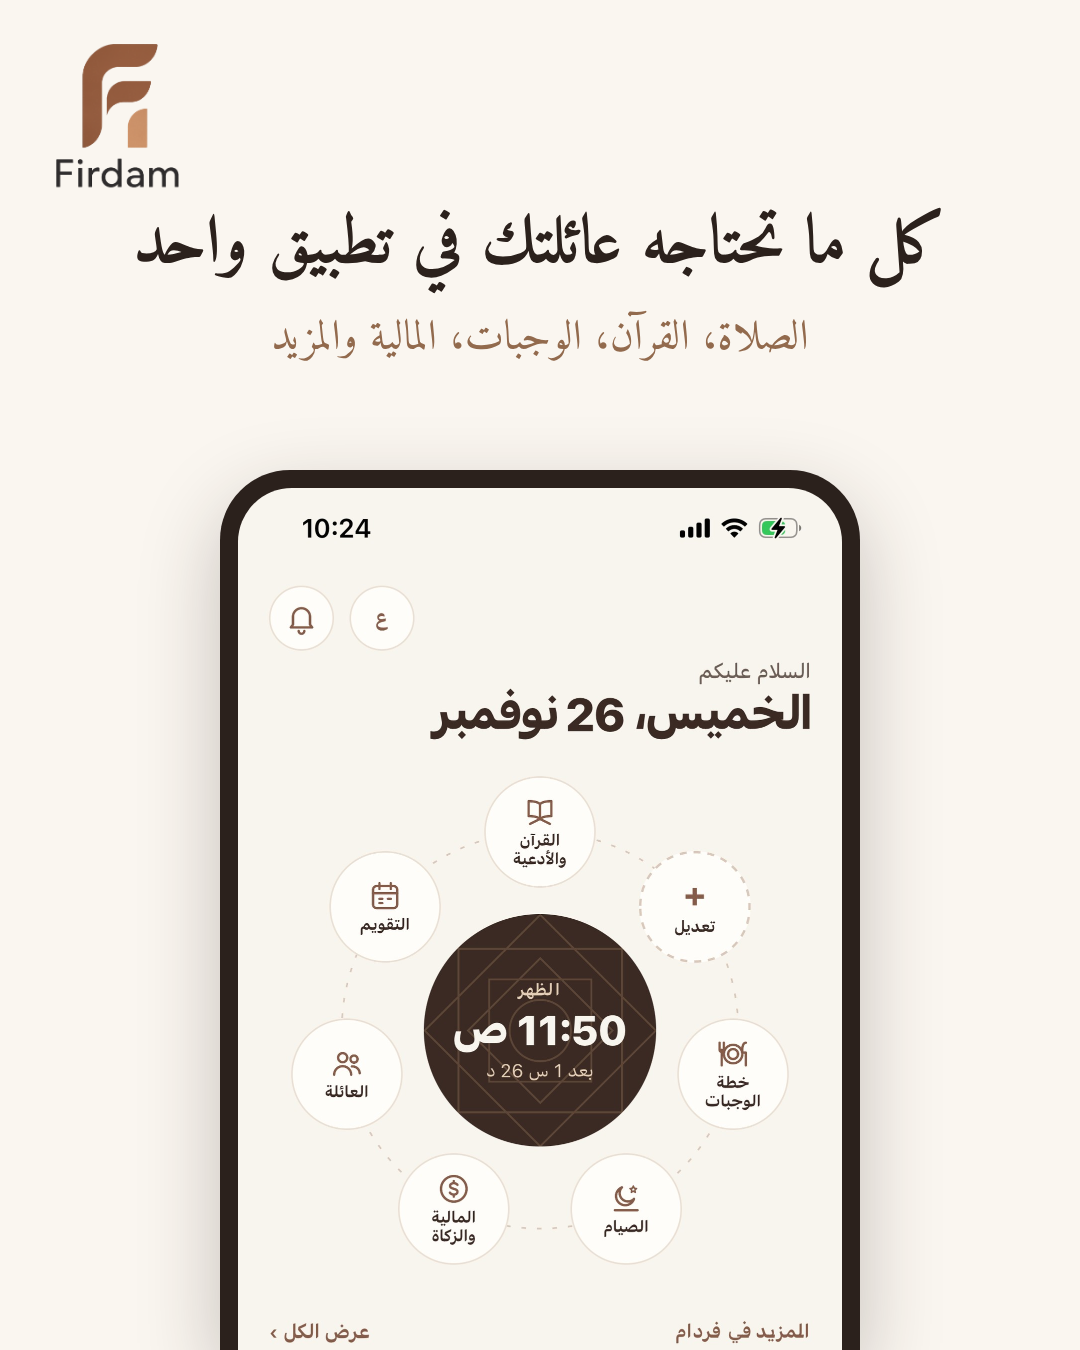 Firdam
كل ما تحتاجه عائلتك في تطبيق واحد
الصلاة، القرآن، الوجبات، المالية والمزيد
10:24
ع
السلام عليكم
الخميس، 26 نوفمبر
القرآن
والأدعية
تعديل
التقويم
الظهر
11:50 ص
بعد 1 س 26 د
خطة
الوجبات
العائلة
الصيام
المالية
والزكاة
المزيد في فردام
عرض الكل ›